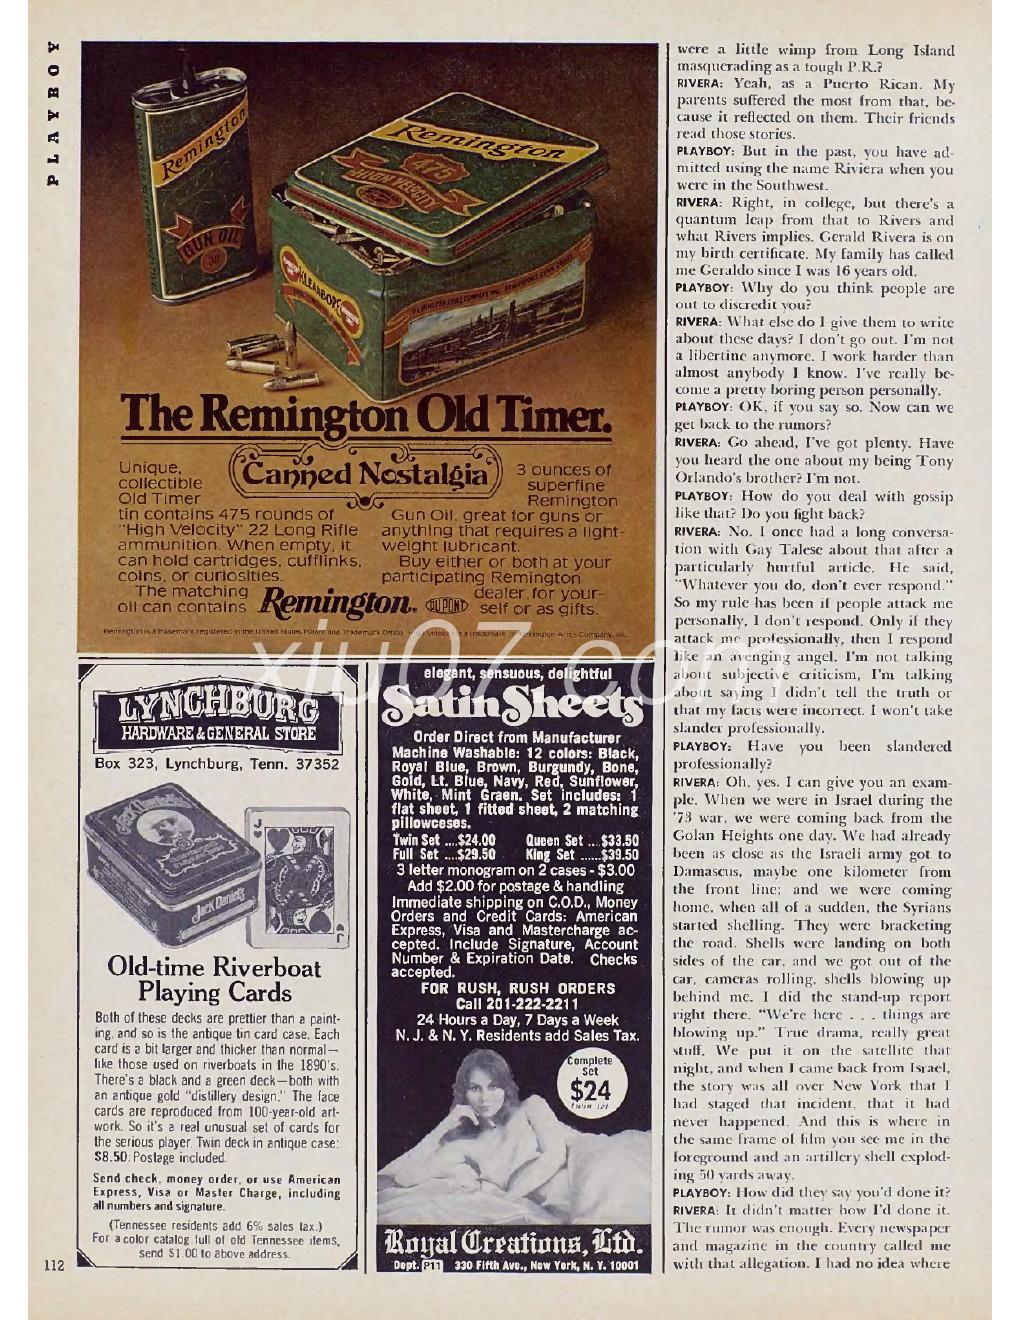 PLAYBOY
Remington
GUN OIL
Remington
475
HIGH VELOCITY
KLEANBORE
The Remington Old Timer.
Canned Nostalgia
Unique,
collectible
Old Timer
tin contains 475 rounds of
"High Velocity" 22 Long Rifle
ammunition. When empty, it
can hold cartridges, cufflinks,
coins, or curiosities.
The matching
oil can contains
3 ounces of
superfine
Remington
Gun Oil, great for guns or
anything that requires a light-
weight lubricant.
Buy either or both at your
participating Remington
dealer, for your-
self or as gifts.
Remington. DUPONT
Remington is a trademark registered in the United States Patent and Trademark Office. "High Velocity" is a trademark of Remington Arms Company, Inc.
xiu07.com
LYNCHBURG
HARDWARE & GENERAL STORE
Box 323, Lynchburg, Tenn. 37352
Jack Daniel's
J
J
Old-time Riverboat
Playing Cards
Both of these decks are prettier than a paint-
ing, and so is the antique tin card case. Each
card is a bit larger and thicker than normal—
like those used on riverboats in the 1890's.
There's a black and a green deck—both with
an antique gold "distillery design." The face
cards are reproduced from 100-year-old art-
work. So it's a real unusual set of cards for
the serious player. Twin deck in antique case:
$8.50. Postage included.
Send check, money order, or use American
Express, Visa or Master Charge, including
all numbers and signature.
(Tennessee residents add 6% sales tax.)
For a color catalog full of old Tennessee items,
send $1.00 to above address.
112
elegant, sensuous, delightful
Satin Sheets
Order Direct from Manufacturer
Machine Washable: 12 colors: Black,
Royal Blue, Brown, Burgundy, Bone,
Gold, Lt. Blue, Navy, Red, Sunflower,
White, Mint Green. Set includes: 1
flat sheet, 1 fitted sheet, 2 matching
pillowcases.
Twin Set ....$24.00 Queen Set ....$33.50
Full Set ....$29.50 King Set ......$39.50
3 letter monogram on 2 cases - $3.00
Add $2.00 for postage & handling
Immediate shipping on C.O.D., Money
Orders and Credit Cards: American
Express, Visa and Mastercharge ac-
cepted. Include Signature, Account
Number & Expiration Date. Checks
accepted.
FOR RUSH, RUSH ORDERS
Call 201-222-2211
24 Hours a Day, 7 Days a Week
N. J. & N. Y. Residents add Sales Tax.
Complete
Set
$24
Twin Set
Royal Creations, Ltd.
Dept. P11 330 Fifth Ave., New York, N. Y. 10001
were a little wimp from Long Island
masquerading as a tough P.R.?
RIVERA: Yeah, as a Puerto Rican. My
parents suffered the most from that, be-
cause it reflected on them. Their friends
read those stories.
PLAYBOY: But in the past, you have ad-
mitted using the name Riviera when you
were in the Southwest.
RIVERA: Right, in college, but there's a
quantum leap from that to Rivers and
what Rivers implies. Gerald Rivera is on
my birth certificate. My family has called
me Geraldo since I was 16 years old.
PLAYBOY: Why do you think people are
out to discredit you?
RIVERA: What else do I give them to write
about these days? I don't go out. I'm not
a libertine anymore. I work harder than
almost anybody I know. I've really be-
come a pretty boring person personally.
PLAYBOY: OK, if you say so. Now can we
get back to the rumors?
RIVERA: Go ahead, I've got plenty. Have
you heard the one about my being Tony
Orlando's brother? I'm not.
PLAYBOY: How do you deal with gossip
like that? Do you fight back?
RIVERA: No. I once had a long conversa-
tion with Gay Talese about that after a
particularly hurtful article. He said,
"Whatever you do, don't ever respond."
So my rule has been if people attack me
personally, I don't respond. Only if they
attack me professionally, then I respond
like an avenging angel. I'm not talking
about subjective criticism, I'm talking
about saying I didn't tell the truth or
that my facts were incorrect. I won't take
slander professionally.
PLAYBOY: Have you been slandered
professionally?
RIVERA: Oh, yes. I can give you an exam-
ple. When we were in Israel during the
'73 war, we were coming back from the
Golan Heights one day. We had already
been as close as the Israeli army got to
Damascus, maybe one kilometer from
the front line; and we were coming
home, when all of a sudden, the Syrians
started shelling. They were bracketing
the road. Shells were landing on both
sides of the car, and we got out of the
car, cameras rolling, shells blowing up
behind me. I did the stand-up report
right there. "We're here . . . things are
blowing up." True drama, really great
stuff. We put it on the satellite that
night, and when I came back from Israel,
the story was all over New York that I
had staged that incident, that it had
never happened. And this is where in
the same frame of film you see me in the
foreground and an artillery shell explod-
ing 50 yards away.
PLAYBOY: How did they say you'd done it?
RIVERA: It didn't matter how I'd done it.
The rumor was enough. Every newspaper
and magazine in the country called me
with that allegation. I had no idea where